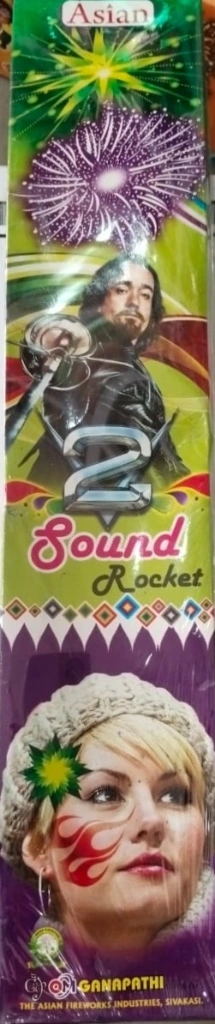 Asian
2
Sound
Rocket
GANAPATHI
THE ASIAN FIREWORKS INDUSTRIES, SIVAKASI.